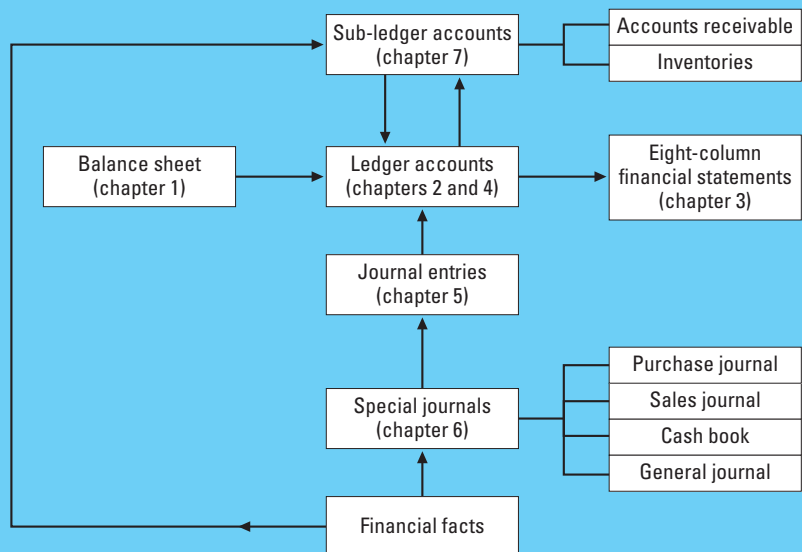 Sub-ledger accounts
(chapter 7)
Accounts receivable
Inventories
Balance sheet
(chapter 1)
Ledger accounts
(chapters 2 and 4)
Eight-column
financial statements
(chapter 3)
Journal entries
(chapter 5)
Special journals
(chapter 6)
Purchase journal
Sales journal
Cash book
General journal
Financial facts